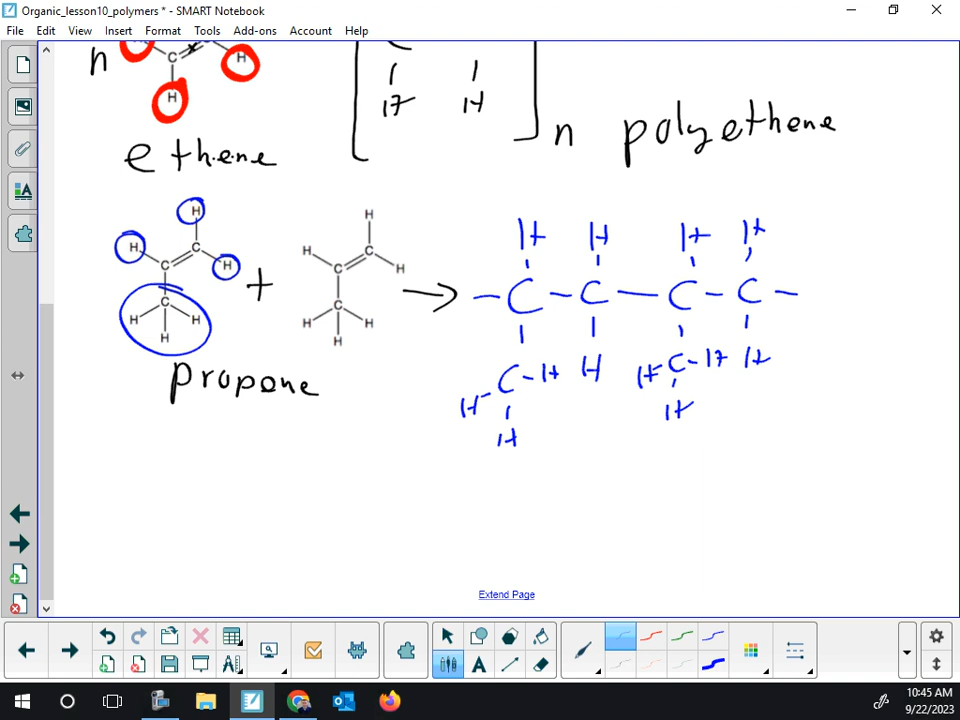 Organic_lesson10_polymers * - SMART Notebook
File Edit View Insert Format Tools Add-ons Account Help
n C H H
H H
n polyethene
ethene
H H H H H
H H C H H C H C C C C
C H + C H
C C
H H H H H
H H
propone
H C H H H C H H
H H
Extend Page
A
10:45 AM
9/22/2023